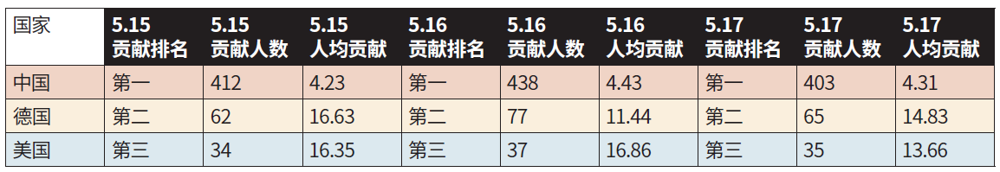 国家 5.15 贡献排名 5.15 贡献人数 5.15 人均贡献 5.16 贡献排名 5.16 贡献人数 5.16 人均贡献 5.17 贡献排名 5.17 贡献人数 5.17 人均贡献
中国 第一 412 4.23 第一 438 4.43 第一 403 4.31
德国 第二 62 16.63 第二 77 11.44 第二 65 14.83
美国 第三 34 16.35 第三 37 16.86 第三 35 13.66